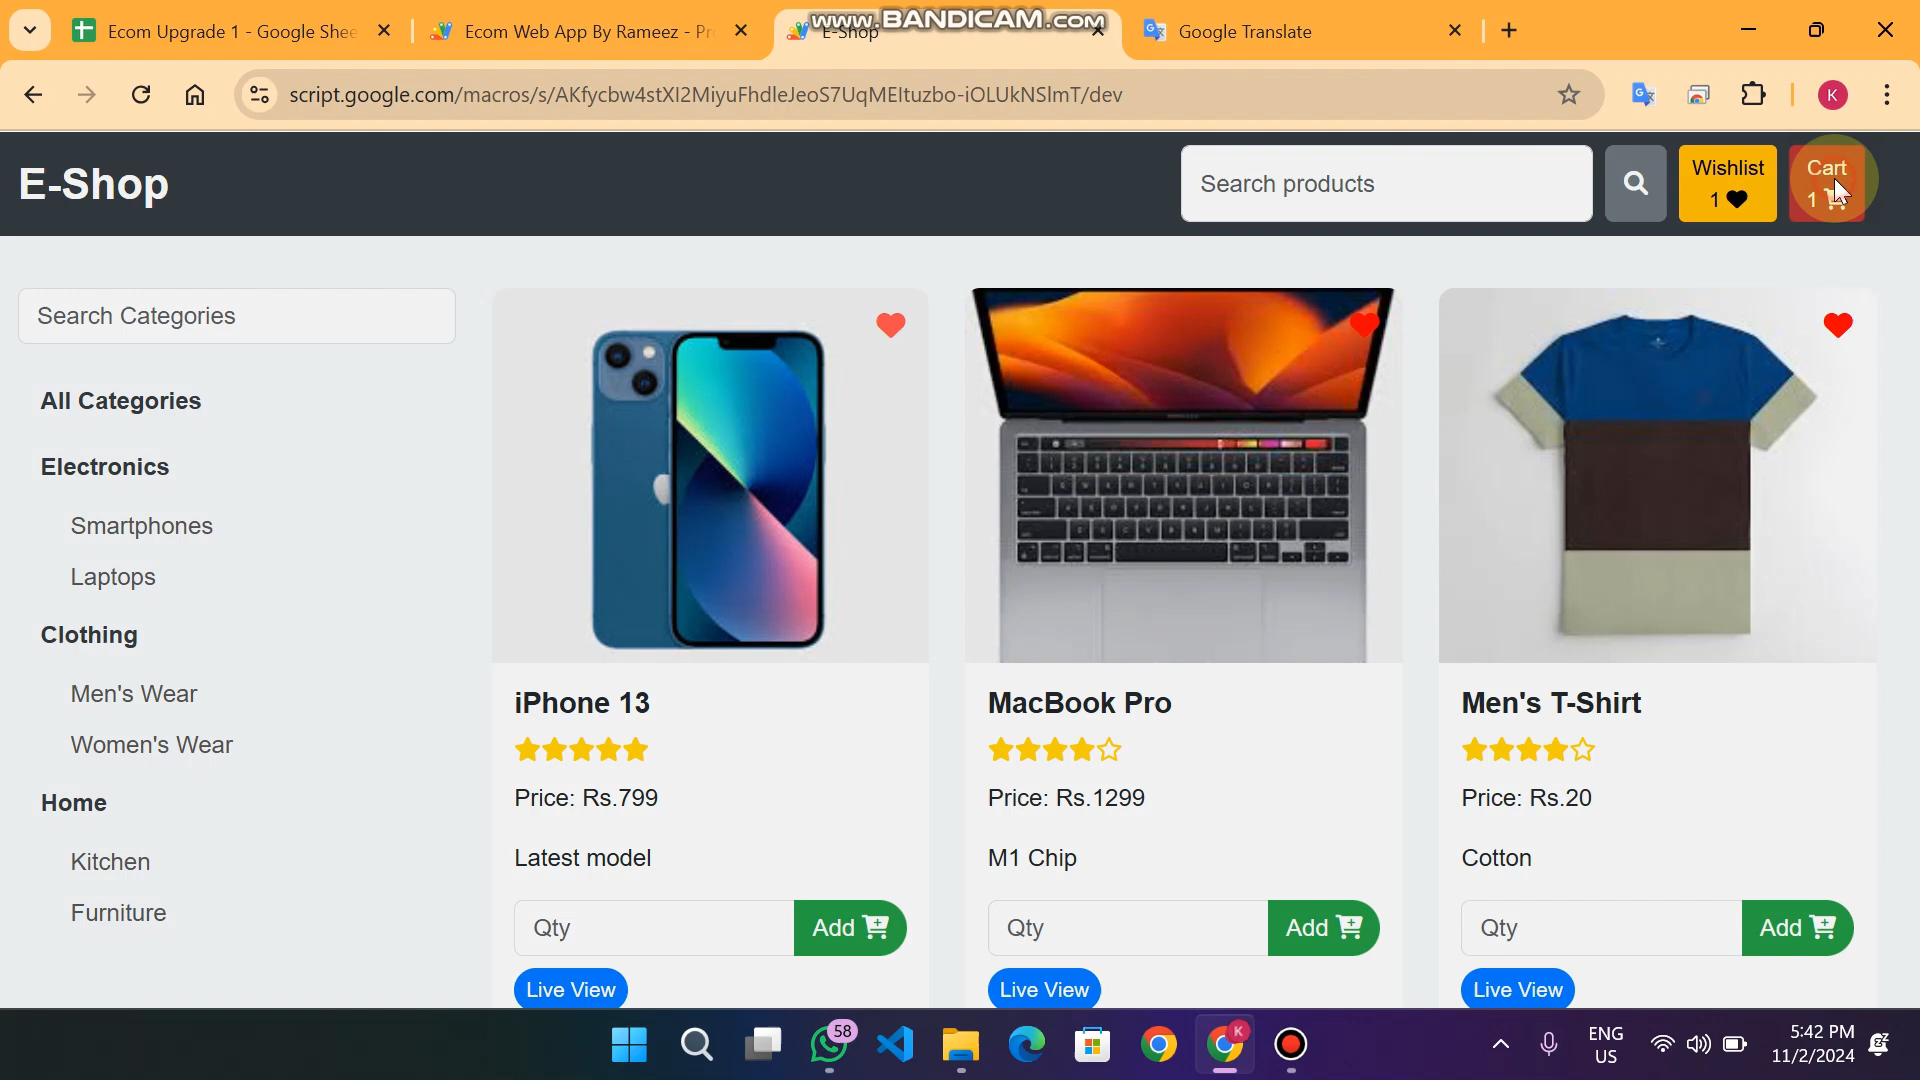 www.BANDICAM.com
Ecom Upgrade 1 - Google Shee
Ecom Web App By Rameez - Pr
E-Shop
Google Translate
script.google.com/macros/s/AKfycbw4stXI2MiyuFhdleJeoS7UqMEItuzbo-iOLUkNSlmT/dev
K
E-Shop
Search products
Wishlist
1
Cart
1
Search Categories
All Categories
Electronics
Smartphones
Laptops
Clothing
Men's Wear
Women's Wear
Home
Kitchen
Furniture
iPhone 13
Price: Rs.799
Latest model
Qty
Add
Live View
MacBook Pro
Price: Rs.1299
M1 Chip
Qty
Add
Live View
Men's T-Shirt
Price: Rs.20
Cotton
Qty
Add
Live View
58
K
ENG
US
5:42 PM
11/2/2024